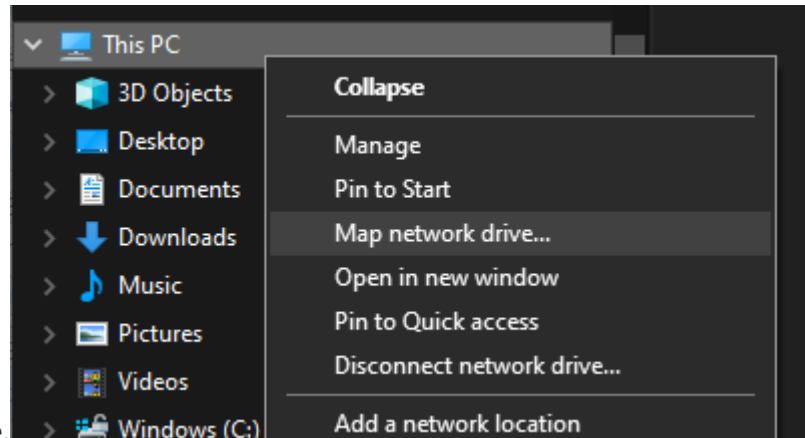 This PC
3D Objects
Desktop
Documents
Downloads
Music
Pictures
Videos
Windows (C:)
Collapse
Manage
Pin to Start
Map network drive...
Open in new window
Pin to Quick access
Disconnect network drive...
Add a network location